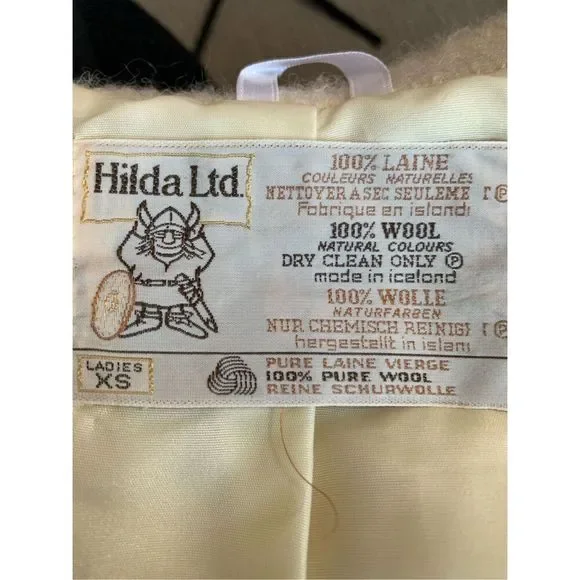 Hilda Ltd.
100% LAINE
COULEURS NATURELLES
NETTOYER A SEC SEULEME T Ⓟ
Fabrique en islandi
100% WOOL
NATURAL COLOURS
DRY CLEAN ONLY Ⓟ
made in iceland
100% WOLLE
NATURFARBEN
NUR CHEMISCH REINIG T Ⓟ
hergestellt in islan
LADIES
XS
PURE LAINE VIERGE
100% PURE WOOL
REINE SCHURWOLLE